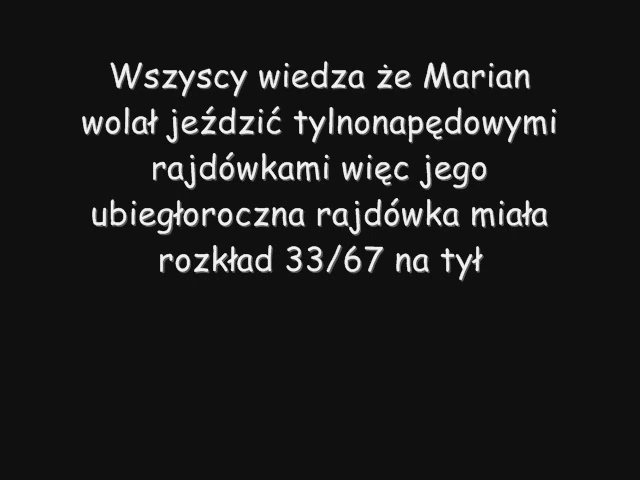 Wszyscy wiedza że Marian
wolał jeździć tylnonapędowymi
rajdówkami więc jego
ubiegłoroczna rajdówka miała
rozkład 33/67 na tył